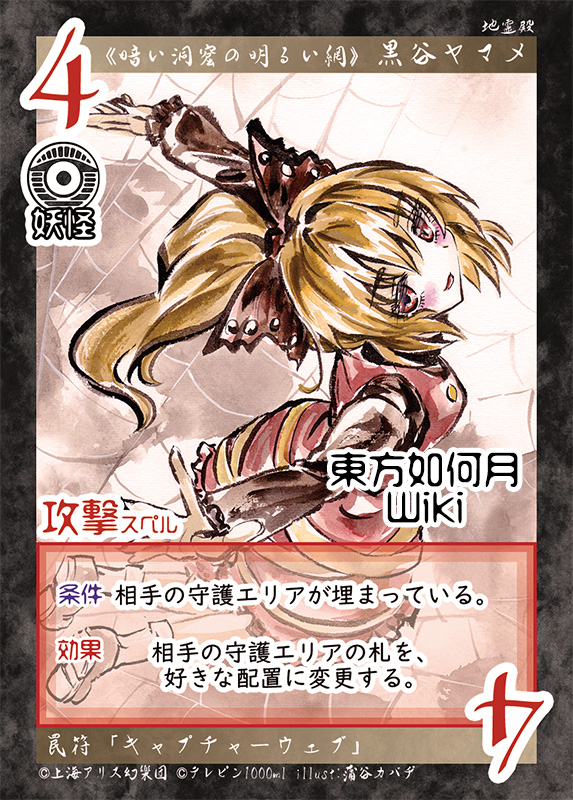 地霊殿
4
《暗い洞窟の明るい網》 黒谷ヤマメ
妖怪
東方如何月
Wiki
攻撃スペル
条件 相手の守護エリアが埋まっている。
効果 相手の守護エリアの札を、
好きな配置に変更する。
4
罠符「キャプチャーウェブ」
©上海アリス幻樂団 ©テレピン1000ml illust:蒲谷カバヂ